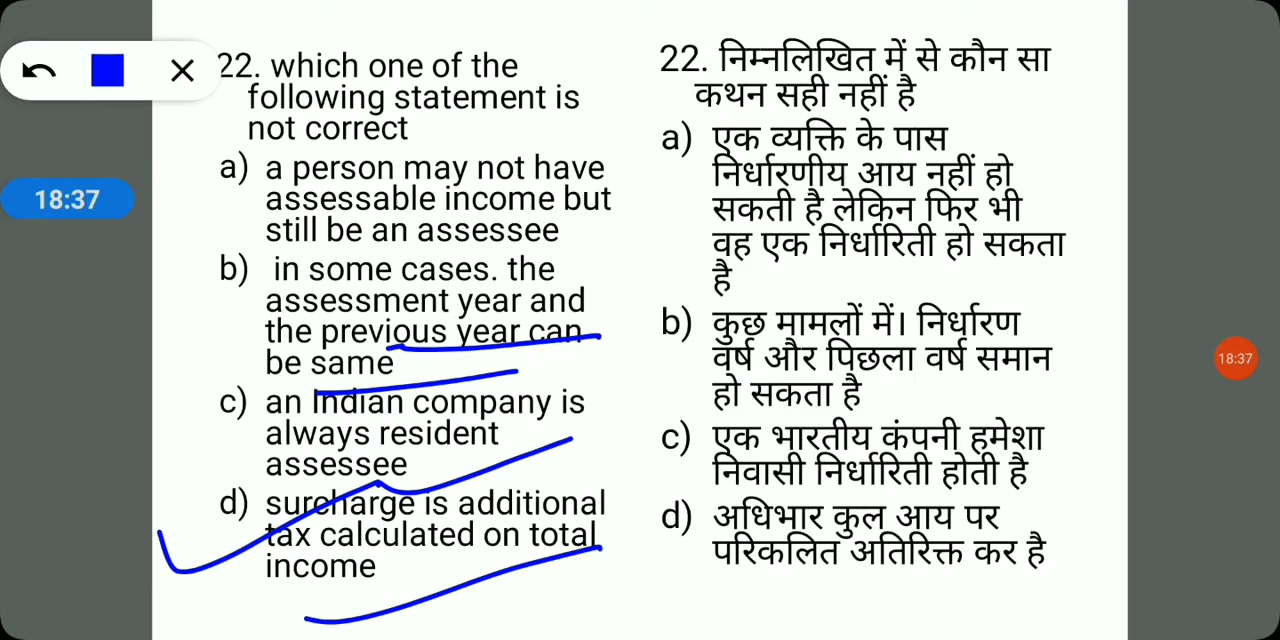 22. which one of the
following statement is
not correct
a) a person may not have
assessable income but
still be an assessee
b) in some cases. the
assessment year and
the previous year can
be same
c) an Indian company is
always resident
assessee
d) surcharge is additional
tax calculated on total
income
22. निम्नलिखित में से कौन सा
कथन सही नहीं है
a) एक व्यक्ति के पास
निर्धारणीय आय नहीं हो
सकती है लेकिन फिर भी
वह एक निर्धारिती हो सकता
है
b) कुछ मामलों में। निर्धारण
वर्ष और पिछला वर्ष समान
हो सकता है
c) एक भारतीय कंपनी हमेशा
निवासी निर्धारिती होती है
d) अधिभार कुल आय पर
परिकलित अतिरिक्त कर है
18:37
18:37